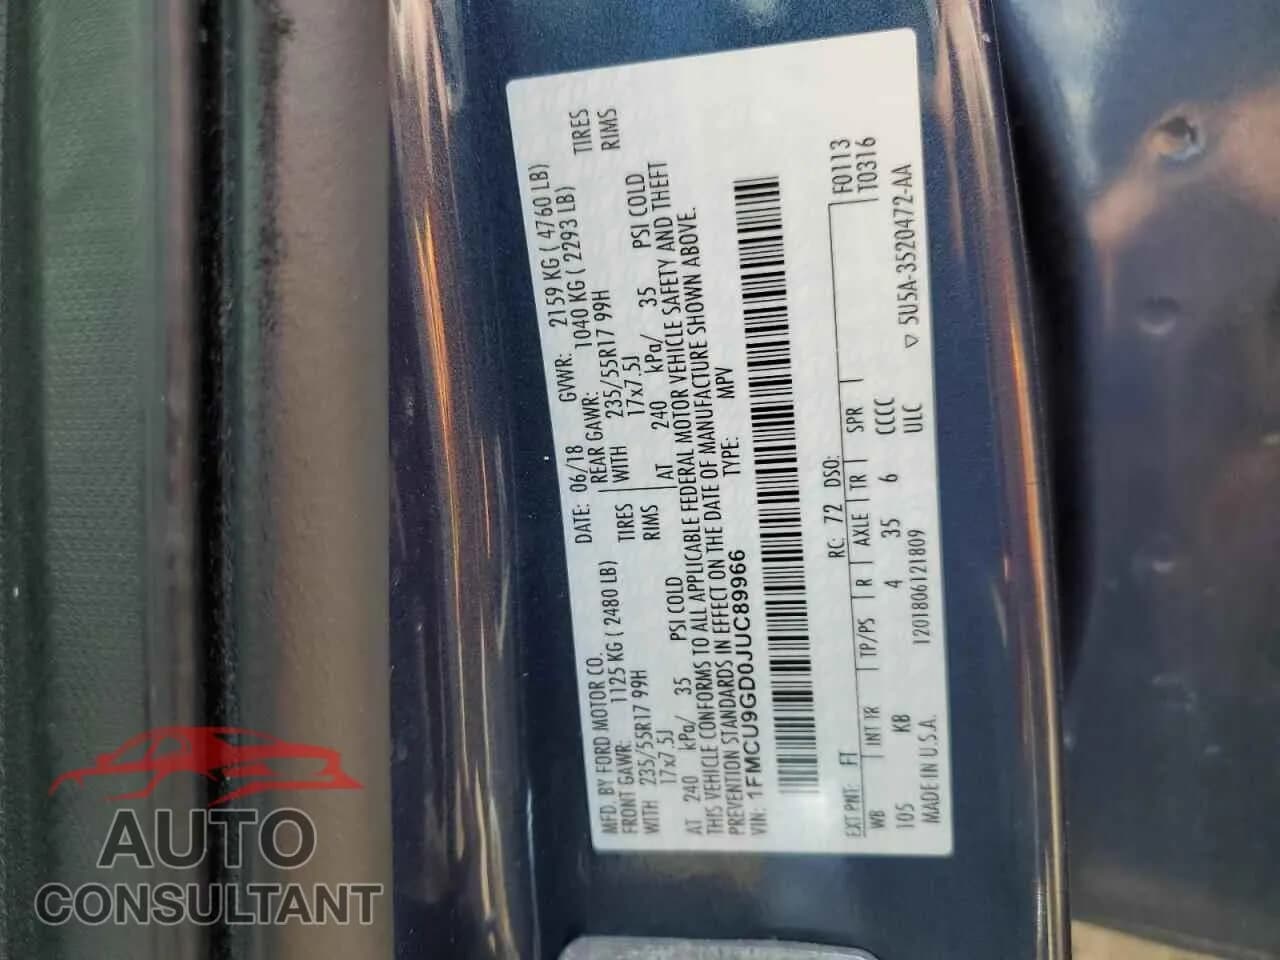 MFD. BY FORD MOTOR CO. DATE: 06/18 GVWR: 2159 KG ( 4760 LB)
FRONT GAWR: 1125 KG ( 2480 LB) REAR GAWR: 1040 KG ( 2293 LB)
WITH 235/55R17 99H TIRES WITH 235/55R17 99H TIRES
17x7.5J RIMS 17x7.5J RIMS
AT 240 kPa/ 35 PSI COLD AT 240 kPa/ 35 PSI COLD
THIS VEHICLE CONFORMS TO ALL APPLICABLE FEDERAL MOTOR VEHICLE SAFETY AND THEFT
PREVENTION STANDARDS IN EFFECT ON THE DATE OF MANUFACTURE SHOWN ABOVE.
VIN: 1FMCU9GD0JUC89966 TYPE: MPV
F0113
T0316
EXT PNT: FT RC: 72 DSO:
WB INT TR TP/PS R AXLE TR SPR
105 KB 4 35 6 CCCC
MADE IN U.S.A. 1201806121809 ULC ▽ 5U5A-3520472-AA
AUTO
CONSULTANT